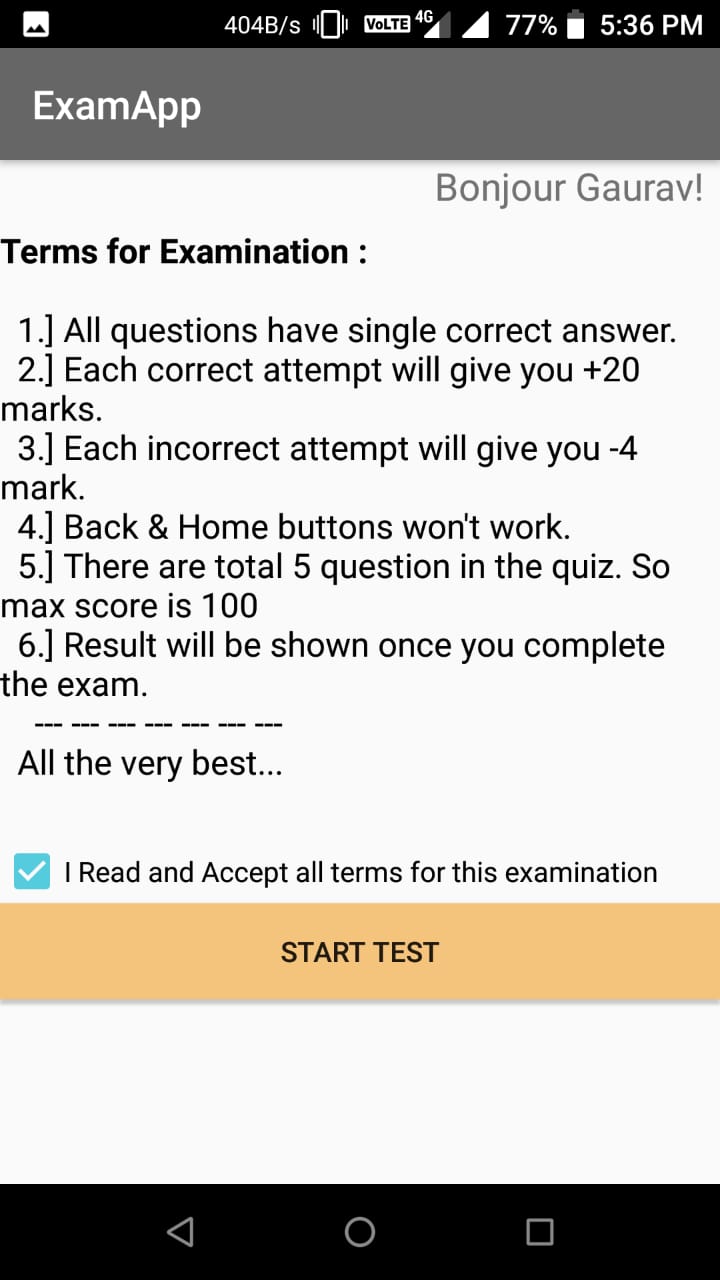 404B/s VoLTE 4G 77% 5:36 PM
ExamApp
Bonjour Gaurav!
Terms for Examination :
1.] All questions have single correct answer.
2.] Each correct attempt will give you +20
marks.
3.] Each incorrect attempt will give you -4
mark.
4.] Back & Home buttons won't work.
5.] There are total 5 question in the quiz. So
max score is 100
6.] Result will be shown once you complete
the exam.
--- --- --- --- --- --- ---
All the very best...
I Read and Accept all terms for this examination
START TEST